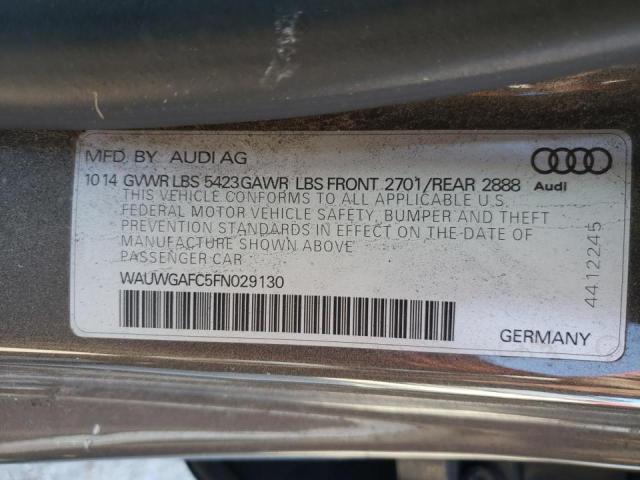 MFD. BY AUDI AG
10 14 GVWR LBS 5423 GAWR LBS FRONT 2701/REAR 2888 Audi
THIS VEHICLE CONFORMS TO ALL APPLICABLE U.S.
FEDERAL MOTOR VEHICLE SAFETY, BUMPER AND THEFT
PREVENTION STANDARDS IN EFFECT ON THE DATE OF
MANUFACTURE SHOWN ABOVE
PASSENGER CAR
WAUWGAFC5FN029130
4412245
GERMANY